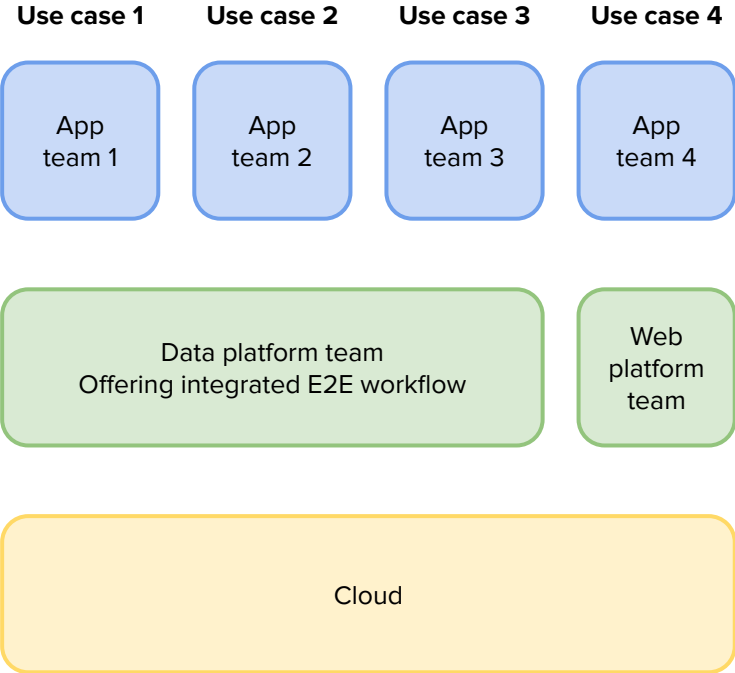 Use case 1
Use case 2
Use case 3
Use case 4
App
team 1
App
team 2
App
team 3
App
team 4
Data platform team
Offering integrated E2E workflow
Web
platform
team
Cloud